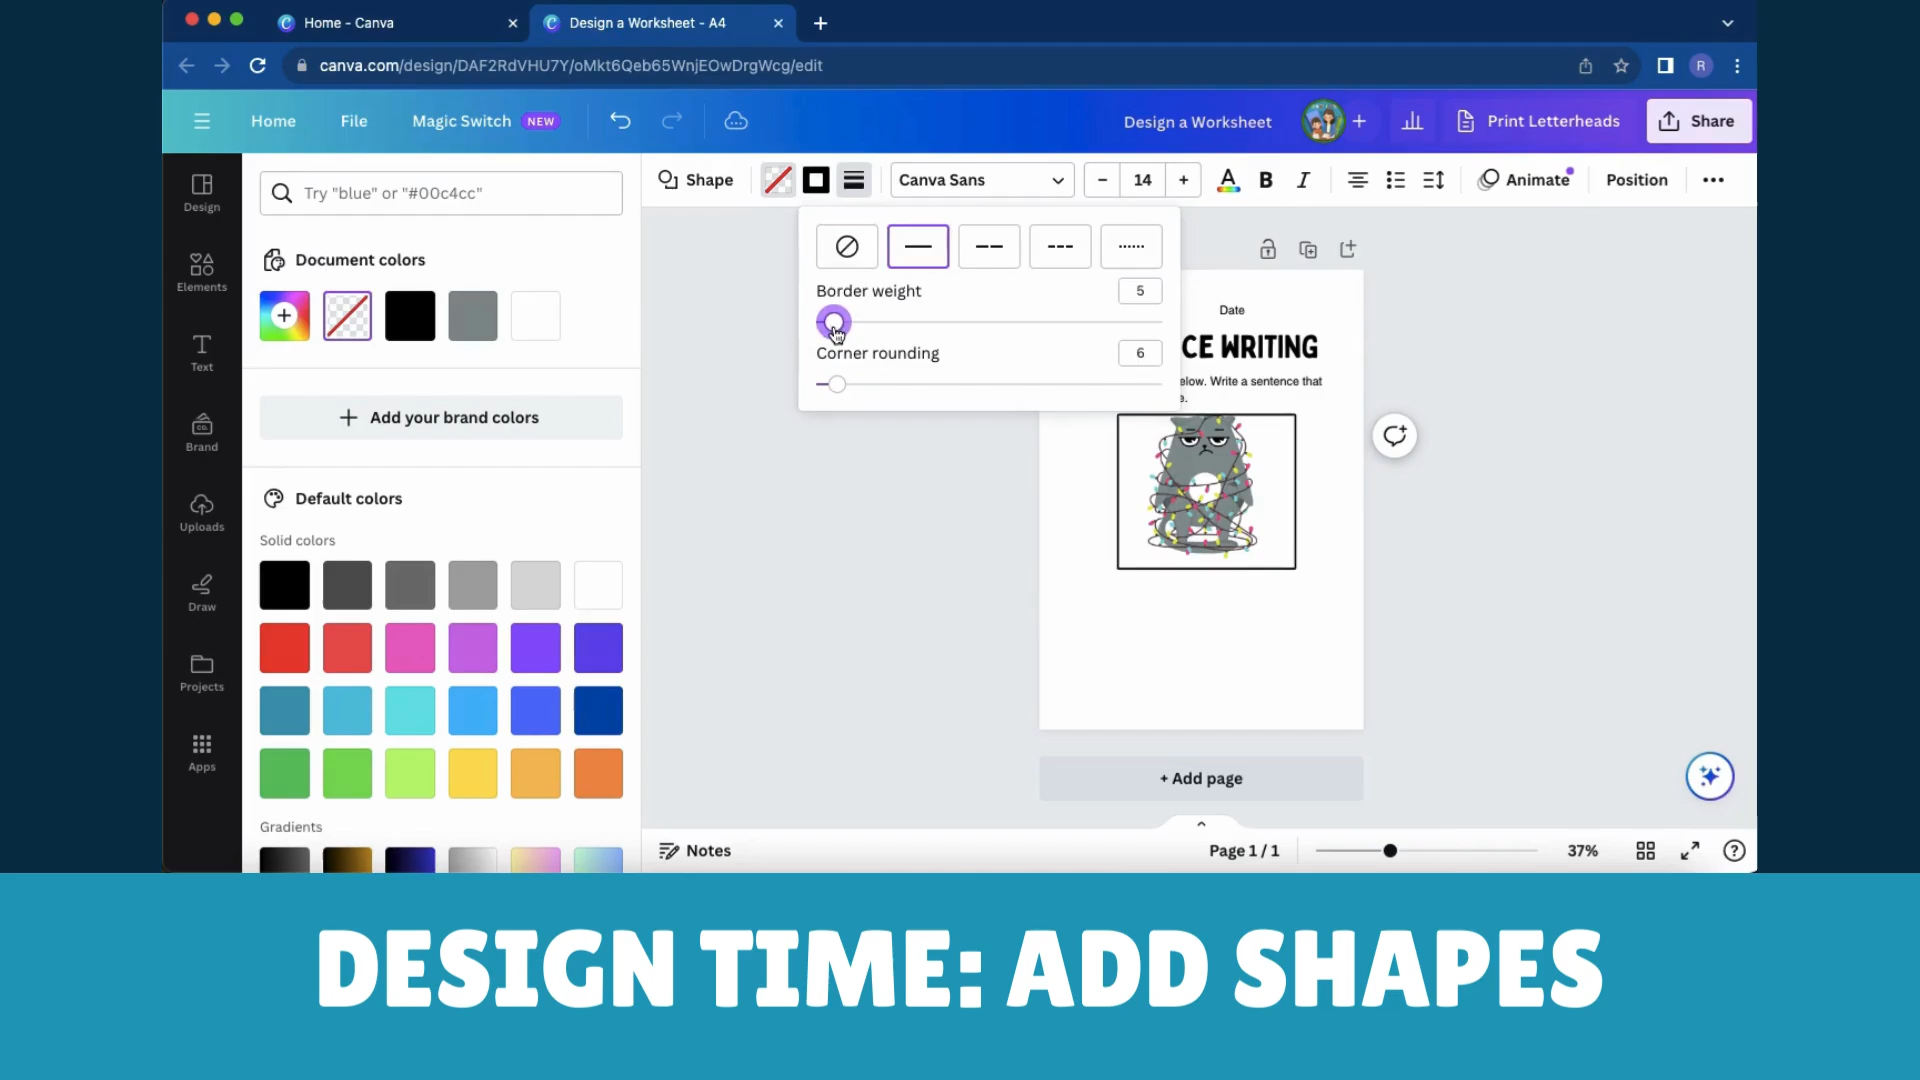 Home - Canva
Design a Worksheet - A4
canva.com/design/DAF2RdVHU7Y/oMkt6Qeb65WnjEOwDrgWcg/edit
R
Home
File
Magic Switch NEW
Design a Worksheet
Print Letterheads
Share
Design
Elements
Text
CO.
Brand
Uploads
Draw
Projects
Apps
Try "blue" or "#00c4cc"
Document colors
+ Add your brand colors
Default colors
Solid colors
Gradients
Shape
Canva Sans
– 14 +
A B I
Animate
Position
Border weight
5
Corner rounding
6
Date
CE WRITING
elow. Write a sentence that
e.
+ Add page
Notes
Page 1 / 1
37%
DESIGN TIME: ADD SHAPES